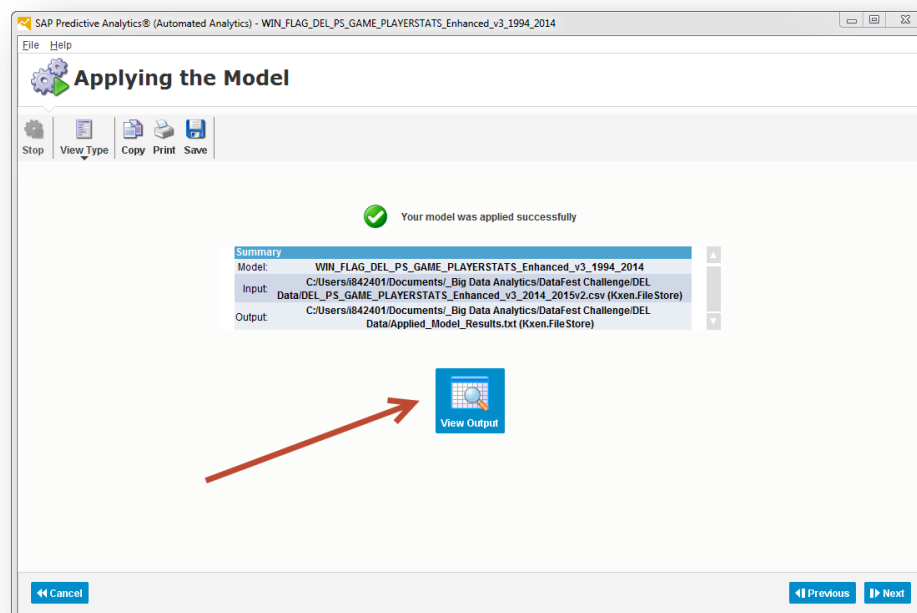 SAP Predictive Analytics® (Automated Analytics) - WIN_FLAG_DEL_PS_GAME_PLAYERSTATS_Enhanced_v3_1994_2014
File Help
Applying the Model
Stop View Type Copy Print Save
Your model was applied successfully
Summary
Model: WIN_FLAG_DEL_PS_GAME_PLAYERSTATS_Enhanced_v3_1994_2014
Input: C:/Users/i842401/Documents/_Big Data Analytics/DataFest Challenge/DEL
Data/DEL_PS_GAME_PLAYERSTATS_Enhanced_v3_2014_2015v2.csv (Kxen.FileStore)
Output: C:/Users/i842401/Documents/_Big Data Analytics/DataFest Challenge/DEL
Data/Applied_Model_Results.txt (Kxen.FileStore)
View Output
Cancel Previous Next